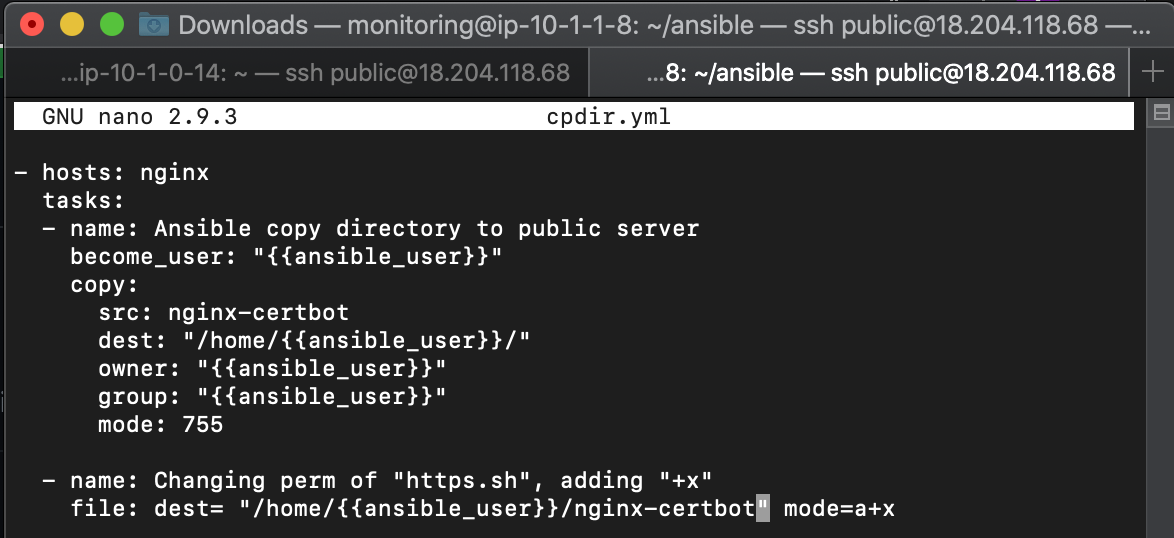 Downloads — monitoring@ip-10-1-1-8: ~/ansible — ssh public@18.204.118.68 —...
...ip-10-1-0-14: ~ — ssh public@18.204.118.68
...8: ~/ansible — ssh public@18.204.118.68
GNU nano 2.9.3 cpdir.yml
- hosts: nginx
  tasks:
  - name: Ansible copy directory to public server
    become_user: "{{ansible_user}}"
    copy:
      src: nginx-certbot
      dest: "/home/{{ansible_user}}/"
      owner: "{{ansible_user}}"
      group: "{{ansible_user}}"
      mode: 755
  - name: Changing perm of "https.sh", adding "+x"
    file: dest= "/home/{{ansible_user}}/nginx-certbot" mode=a+x